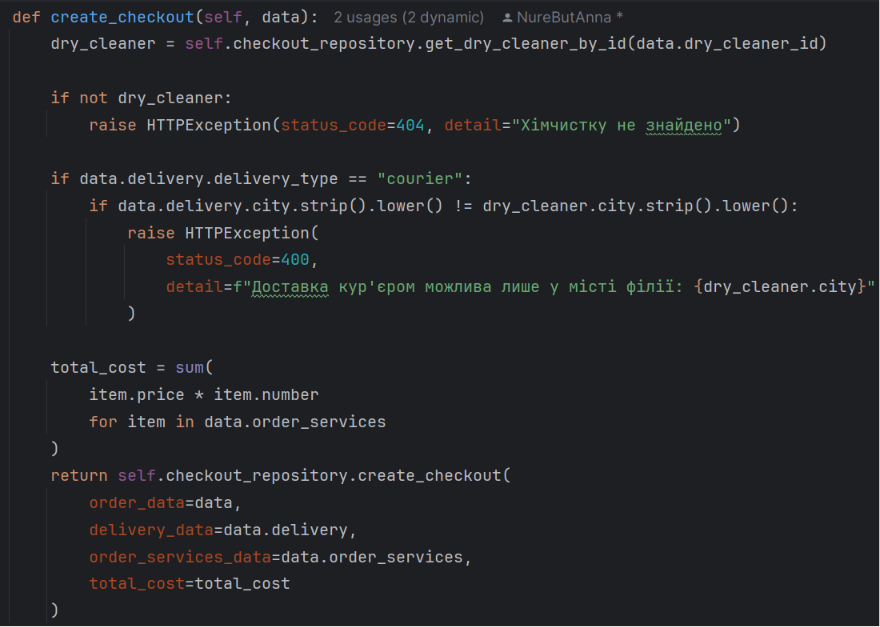 def create_checkout(self, data):  2 usages (2 dynamic)  NureButAnna *
    dry_cleaner = self.checkout_repository.get_dry_cleaner_by_id(data.dry_cleaner_id)

    if not dry_cleaner:
        raise HTTPException(status_code=404, detail="Хімчистку не знайдено")

    if data.delivery.delivery_type == "courier":
        if data.delivery.city.strip().lower() != dry_cleaner.city.strip().lower():
            raise HTTPException(
                status_code=400,
                detail=f"Доставка кур'єром можлива лише у місті філії: {dry_cleaner.city}"
            )

    total_cost = sum(
        item.price * item.number
        for item in data.order_services
    )
    return self.checkout_repository.create_checkout(
        order_data=data,
        delivery_data=data.delivery,
        order_services_data=data.order_services,
        total_cost=total_cost
    )